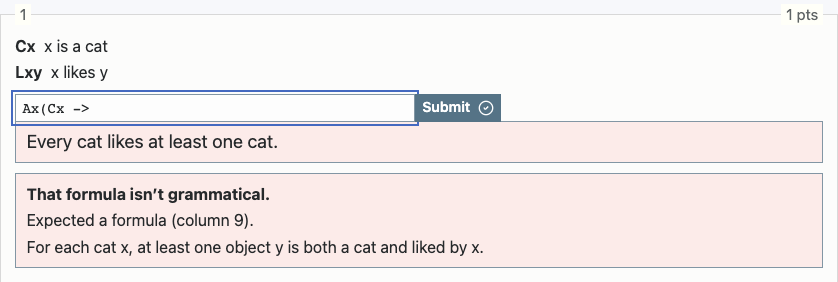 1 1 pts
Cx x is a cat
Lxy x likes y
Ax(Cx -> Submit
Every cat likes at least one cat.
That formula isn’t grammatical.
Expected a formula (column 9).
For each cat x, at least one object y is both a cat and liked by x.